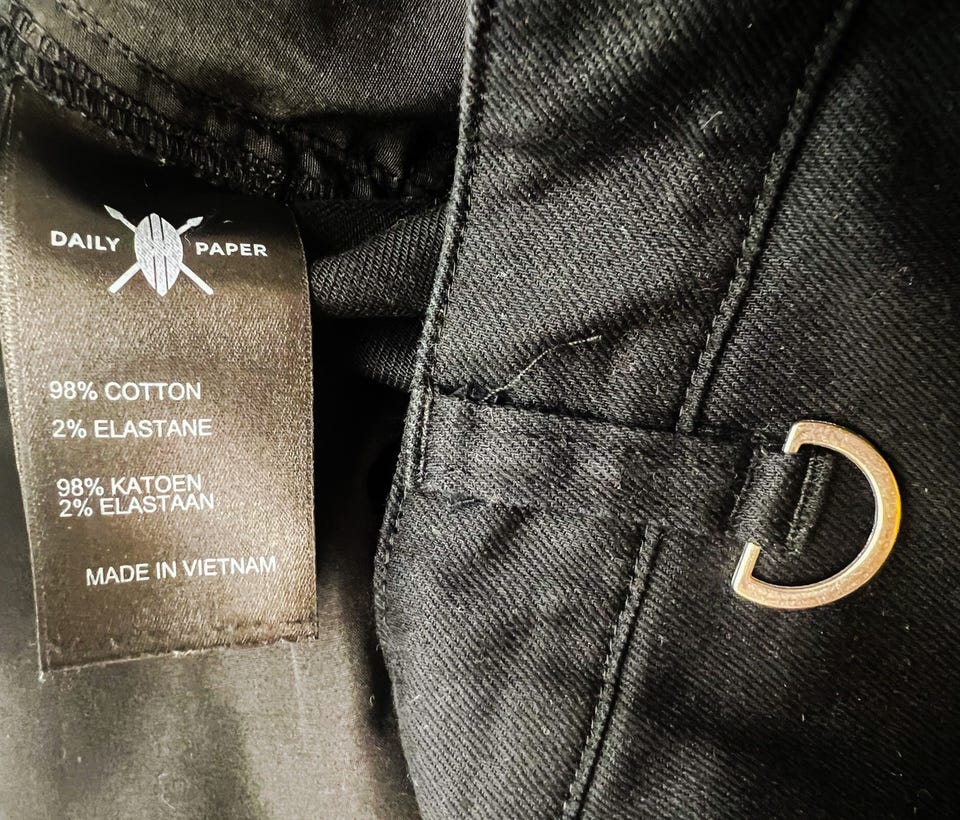 DAILY PAPER
98% COTTON
2% ELASTANE
98% KATOEN
2% ELASTAAN
MADE IN VIETNAM